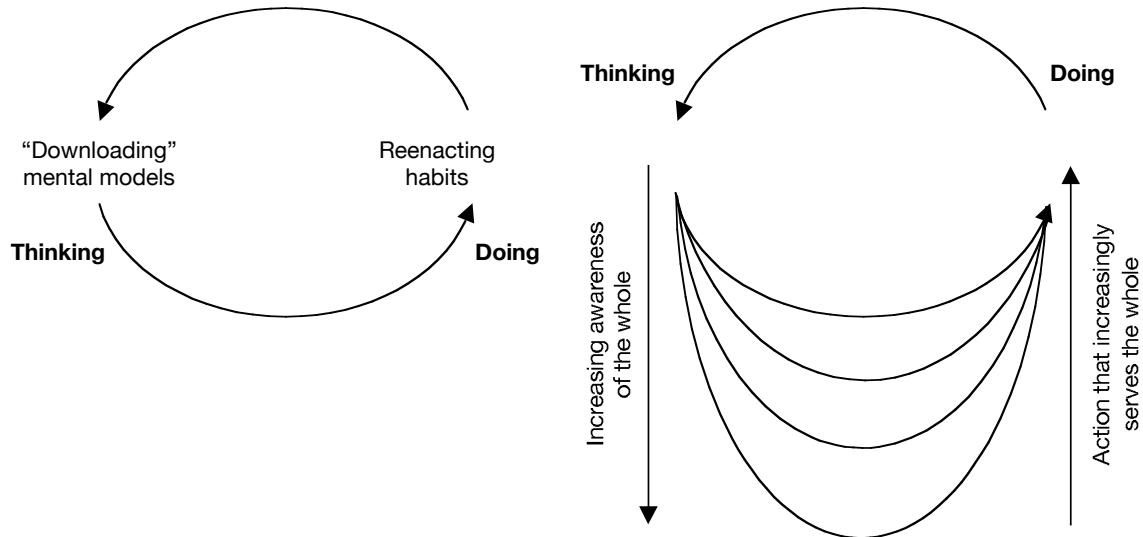 “Downloading”
mental models
Reenacting
habits
Thinking
Doing
Thinking
Doing
Increasing awareness
of the whole
Action that increasingly
serves the whole